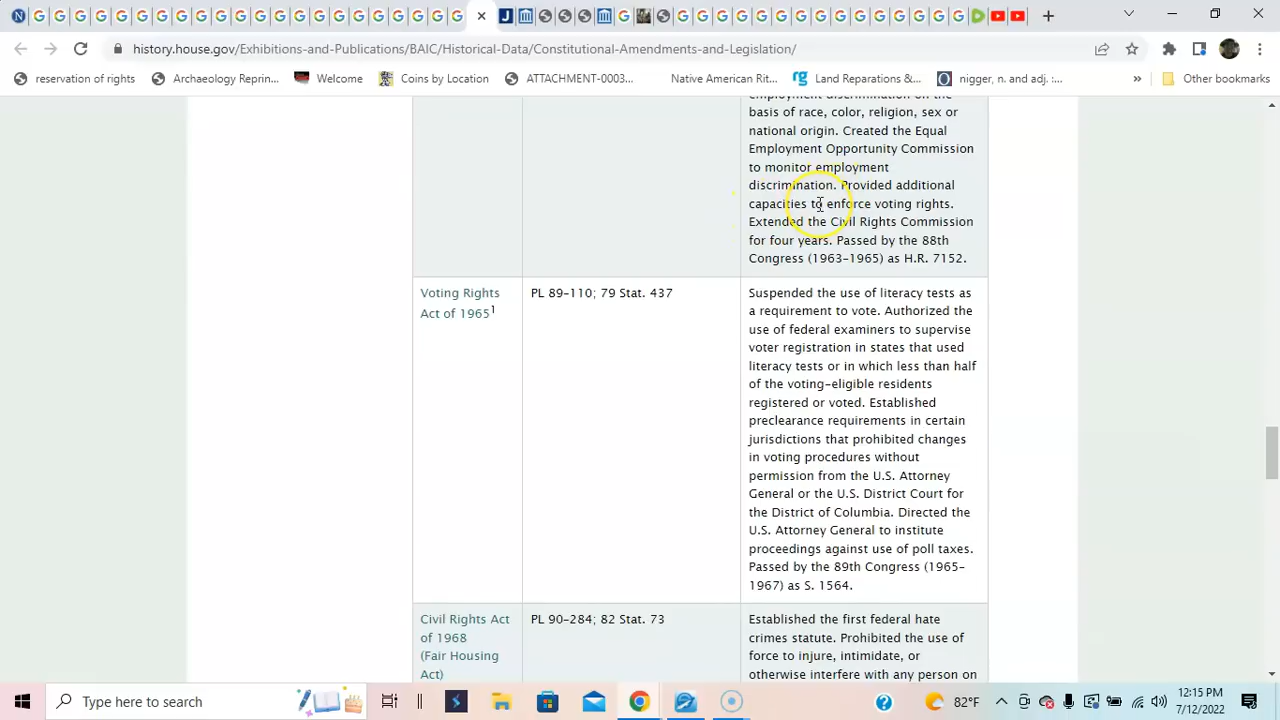 history.house.gov/Exhibitions-and-Publications/BAIC/Historical-Data/Constitutional-Amendments-and-Legislation/
reservation of rights
Archaeology Reprin...
Welcome
Coins by Location
ATTACHMENT-0003...
Native American Rit...
Land Reparations &...
nigger, n. and adj. :...
»
Other bookmarks
employment discrimination on the
basis of race, color, religion, sex or
national origin. Created the Equal
Employment Opportunity Commission
to monitor employment
discrimination. Provided additional
capacities to enforce voting rights.
Extended the Civil Rights Commission
for four years. Passed by the 88th
Congress (1963–1965) as H.R. 7152.
Voting Rights
Act of 1965¹
PL 89–110; 79 Stat. 437
Suspended the use of literacy tests as
a requirement to vote. Authorized the
use of federal examiners to supervise
voter registration in states that used
literacy tests or in which less than half
of the voting-eligible residents
registered or voted. Established
preclearance requirements in certain
jurisdictions that prohibited changes
in voting procedures without
permission from the U.S. Attorney
General or the U.S. District Court for
the District of Columbia. Directed the
U.S. Attorney General to institute
proceedings against use of poll taxes.
Passed by the 89th Congress (1965–
1967) as S. 1564.
Civil Rights Act
of 1968
(Fair Housing
Act)
PL 90–284; 82 Stat. 73
Established the first federal hate
crimes statute. Prohibited the use of
force to injure, intimidate, or
otherwise interfere with any person on
Type here to search
82°F
12:15 PM
7/12/2022